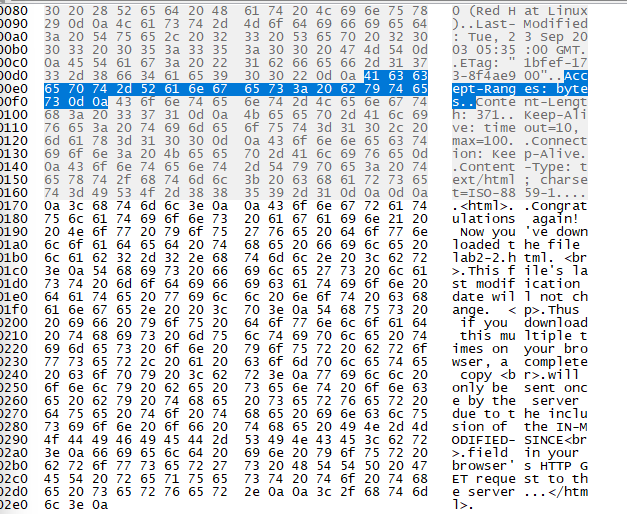 0080 30 20 28 52 65 64 20 48 61 74 20 4c 69 6e 75 78 0 (Red H at Linux
0090 29 0d 0a 4c 61 73 74 2d 4d 6f 64 69 66 69 65 64 )..Last- Modified
00a0 3a 20 54 75 65 2c 20 32 33 20 53 65 70 20 32 30 : Tue, 2 3 Sep 20
00b0 30 33 20 30 35 3a 33 35 3a 30 30 20 47 4d 54 0d 03 05:35 :00 GMT.
00c0 0a 45 54 61 67 3a 20 22 31 62 66 65 66 2d 31 37 .ETag: " 1bfef-17
00d0 33 2d 38 66 34 61 65 39 30 30 22 0d 0a 41 63 63 3-8f4ae9 00"..Acc
00e0 65 70 74 2d 52 61 6e 67 65 73 3a 20 62 79 74 65 ept-Rang es: byte
00f0 73 0d 0a 43 6f 6e 74 65 6e 74 2d 4c 65 6e 67 74 s..Conte nt-Lengt
0100 68 3a 20 33 37 31 0d 0a 4b 65 65 70 2d 41 6c 69 h: 371.. Keep-Ali
0110 76 65 3a 20 74 69 6d 65 6f 75 74 3d 31 30 2c 20 ve: time out=10,
0120 6d 61 78 3d 31 30 30 0d 0a 43 6f 6e 6e 65 63 74 max=100. .Connect
0130 69 6f 6e 3a 20 4b 65 65 70 2d 41 6c 69 76 65 0d ion: Kee p-Alive.
0140 0a 43 6f 6e 74 65 6e 74 2d 54 79 70 65 3a 20 74 .Content -Type: t
0150 65 78 74 2f 68 74 6d 6c 3b 20 63 68 61 72 73 65 ext/html ; charse
0160 74 3d 49 53 4f 2d 38 38 35 39 2d 31 0d 0a 0d 0a t=ISO-88 59-1....
0170 0a 3c 68 74 6d 6c 3e 0a 0a 43 6f 6e 67 72 61 74 .<html>. .Congrat
0180 75 6c 61 74 69 6f 6e 73 20 61 67 61 69 6e 21 20 ulations again!
0190 20 4e 6f 77 20 79 6f 75 27 76 65 20 64 6f 77 6e Now you 've down
01a0 6c 6f 61 64 65 64 20 74 68 65 20 66 69 6c 65 20 loaded t he file
01b0 6c 61 62 32 2d 32 2e 68 74 6d 6c 2e 20 3c 62 72 lab2-2.h tml. <br
01c0 3e 0a 54 68 69 73 20 66 69 6c 65 27 73 20 6c 61 >.This f ile's la
01d0 73 74 20 6d 6f 64 69 66 69 63 61 74 69 6f 6e 20 st modif ication
01e0 64 61 74 65 20 77 69 6c 6c 20 6e 6f 74 20 63 68 date wil l not ch
01f0 61 6e 67 65 2e 20 20 3c 70 3e 0a 54 68 75 73 20 ange. < p>.Thus
0200 20 69 66 20 79 6f 75 20 64 6f 77 6e 6c 6f 61 64 if you download
0210 20 74 68 69 73 20 6d 75 6c 74 69 70 6c 65 20 74 this mu ltiple t
0220 69 6d 65 73 20 6f 6e 20 79 6f 75 72 20 62 72 6f imes on your bro
0230 77 73 65 72 2c 20 61 20 63 6f 6d 70 6c 65 74 65 wser, a complete
0240 20 63 6f 70 79 20 3c 62 72 3e 0a 77 69 6c 6c 20 copy <b r>.will
0250 6f 6e 6c 79 20 62 65 20 73 65 6e 74 20 6f 6e 63 only be sent onc
0260 65 20 62 79 20 74 68 65 20 73 65 72 76 65 72 20 e by the server
0270 64 75 65 20 74 6f 20 74 68 65 20 69 6e 63 6c 75 due to t he inclu
0280 73 69 6f 6e 20 6f 66 20 74 68 65 20 49 4e 2d 4d sion of the IN-M
0290 4f 44 49 46 49 45 44 2d 53 49 4e 43 45 3c 62 72 ODIFIED- SINCE<br
02a0 3e 0a 66 69 65 6c 64 20 69 6e 20 79 6f 75 72 20 >.field in your
02b0 62 72 6f 77 73 65 72 27 73 20 48 54 54 50 20 47 browser' s HTTP G
02c0 45 54 20 72 65 71 75 65 73 74 20 74 6f 20 74 68 ET reque st to th
02d0 65 20 73 65 72 76 65 72 2e 0a 0a 3c 2f 68 74 6d e server ...</htm
02e0 6c 3e 0a l>.